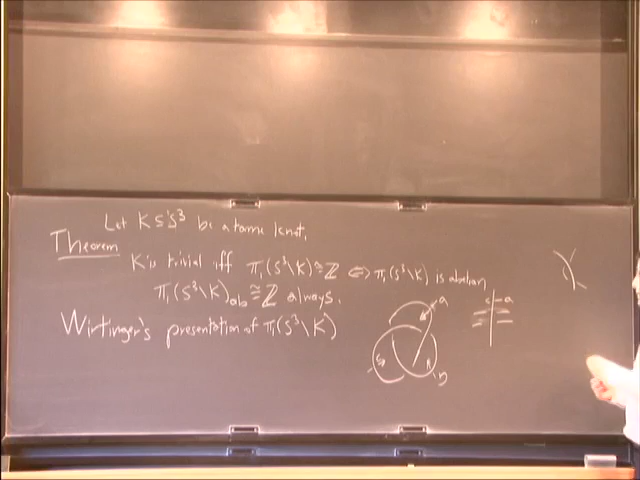 Let K ⊆ S³ be a tame knot.
Theorem
K is trivial iff π₁(S³\K) ≅ ℤ ⇔ π₁(S³\K) is abelian
π₁(S³\K)ab ≅ ℤ always.
Wirtinger's presentation of π₁(S³\K)
a
c a
b